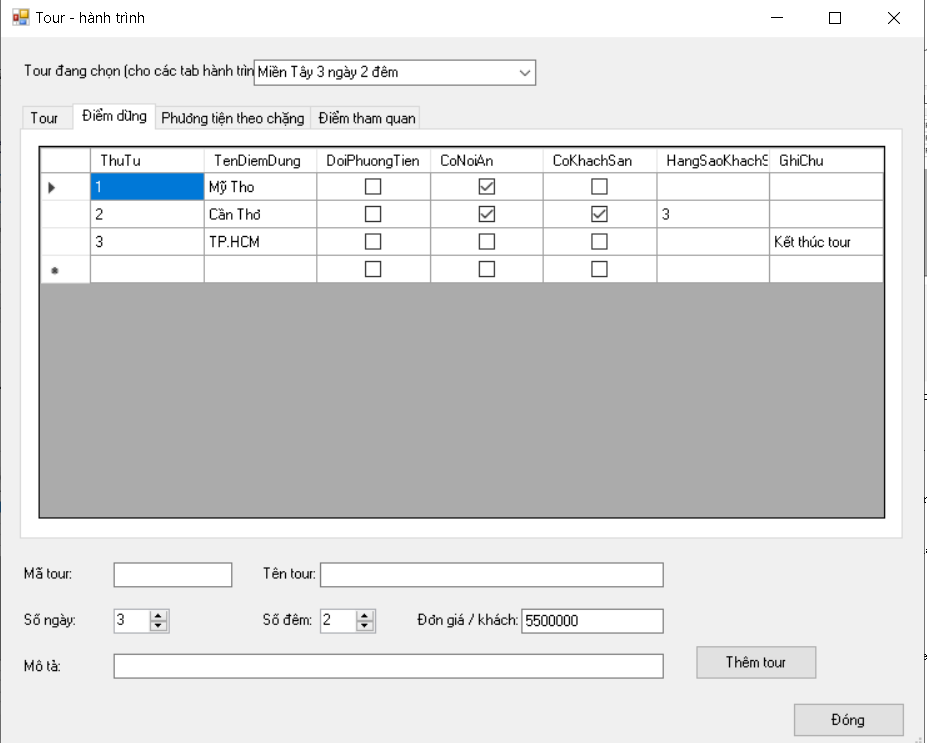 Tour - hành trình
Tour đang chọn (cho các tab hành trìn Miền Tây 3 ngày 2 đêm
Tour Điểm dừng Phương tiện theo chặng Điểm tham quan
ThuTu TenDiemDung DoiPhuongTien CoNoiAn CoKhachSan HangSaoKhachS GhiChu
1 Mỹ Tho
2 Cần Thơ 3
3 TP.HCM Kết thúc tour
Mã tour: Tên tour:
Số ngày: 3 Số đêm: 2 Đơn giá / khách: 5500000
Mô tả:
Thêm tour
Đóng